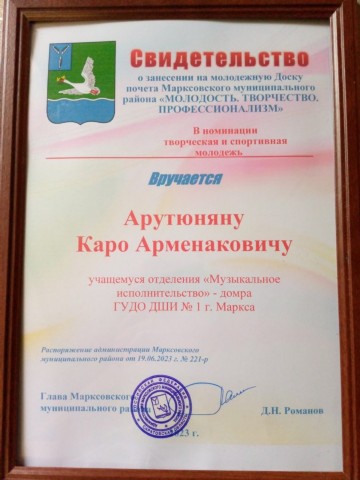 Свидетельство
о занесении на молодежную Доску
почета Марксовского муниципального
района «МОЛОДОСТЬ. ТВОРЧЕСТВО.
ПРОФЕССИОНАЛИЗМ»
В номинации
творческая и спортивная
молодежь
Вручается
Арутюняну
Каро Арменаковичу
учащемуся отделения «Музыкальное
исполнительство» - домра
ГУДО ДШИ № 1 г. Маркса
Распоряжение администрации Марксовского
муниципального района от 19.06.2023 г. № 221-р
Глава Марксовского
муниципального района
Д.Н. Романов
23 г.